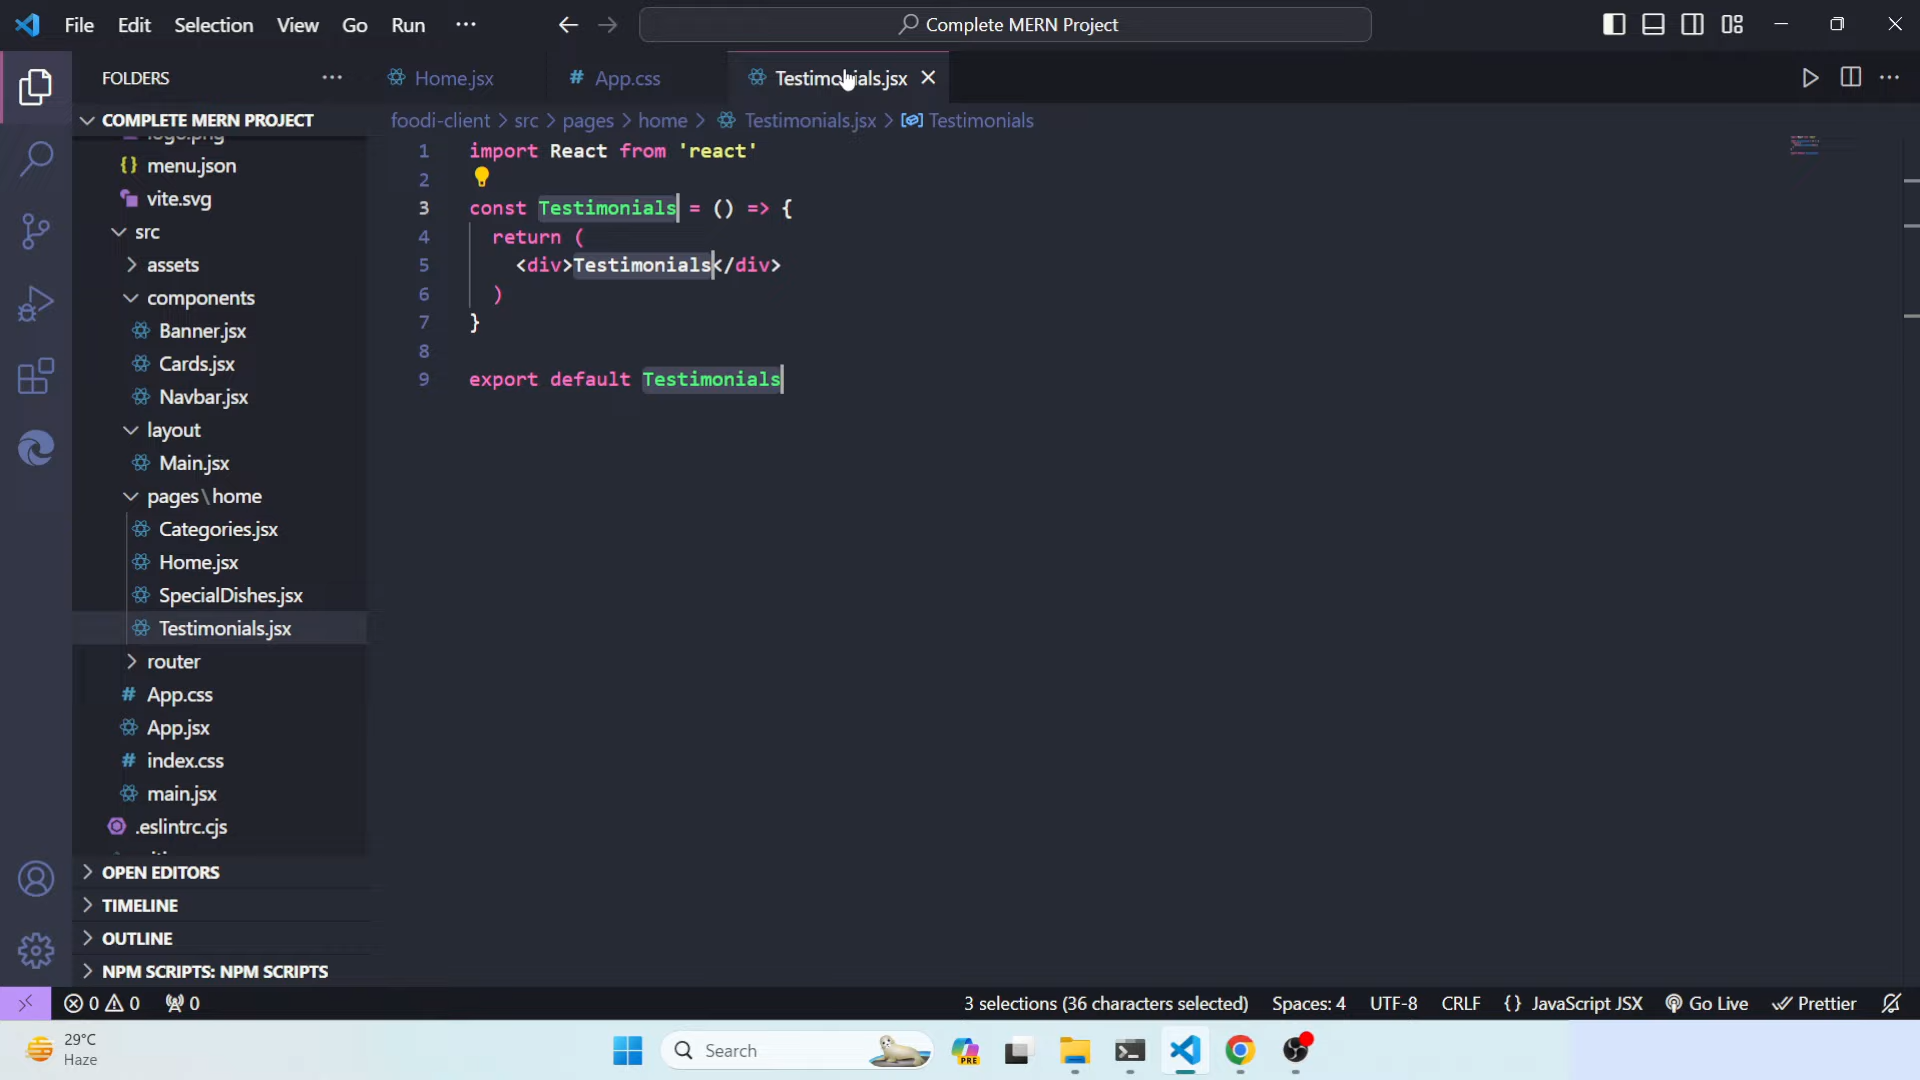 File Edit Selection View Go Run ···
Complete MERN Project
FOLDERS ···
Home.jsx
# App.css
Testimonials.jsx
COMPLETE MERN PROJECT
logo.png
{} menu.json
vite.svg
src
assets
components
Banner.jsx
Cards.jsx
Navbar.jsx
layout
Main.jsx
pages\home
Categories.jsx
Home.jsx
SpecialDishes.jsx
Testimonials.jsx
router
# App.css
App.jsx
# index.css
main.jsx
.eslintrc.cjs
OPEN EDITORS
TIMELINE
OUTLINE
NPM SCRIPTS: NPM SCRIPTS
foodi-client > src > pages > home > Testimonials.jsx > Testimonials
1 import React from 'react'
2
3 const Testimonials = () => {
4 return (
5 <div>Testimonials</div>
6 )
7 }
8
9 export default Testimonials
0 0 0
3 selections (36 characters selected) Spaces: 4 UTF-8 CRLF {} JavaScript JSX Go Live Prettier
29°C
Haze
Search
PRE